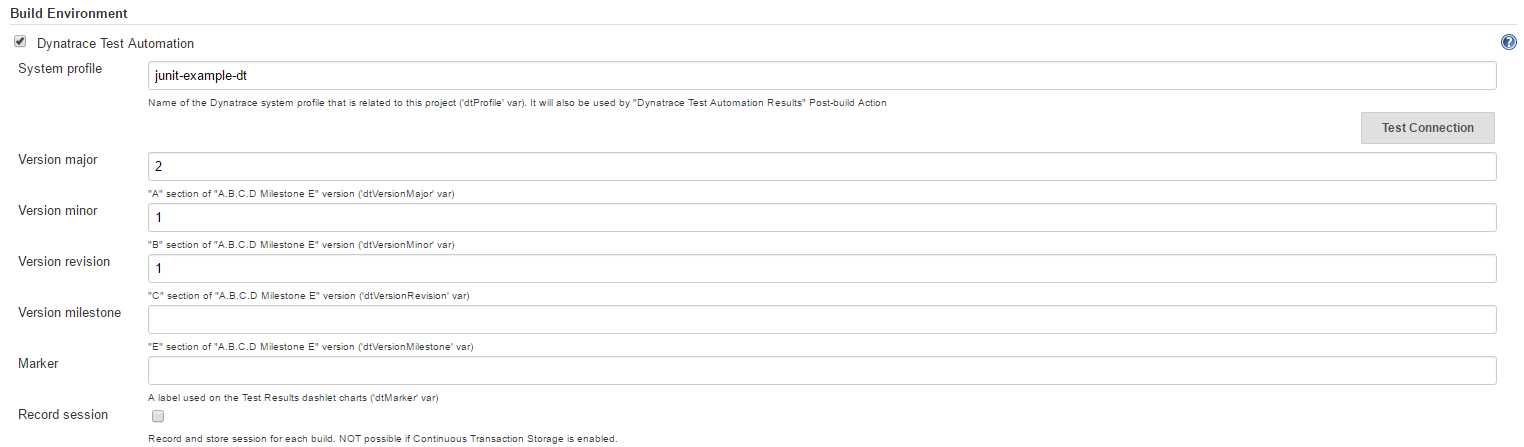 Build Environment
Dynatrace Test Automation
System profile
junit-example-dt
Name of the Dynatrace system profile that is related to this project ('dtProfile' var). It will also be used by "Dynatrace Test Automation Results" Post-build Action
Test Connection
Version major
2
"A" section of "A.B.C.D Milestone E" version ('dtVersionMajor' var)
Version minor
1
"B" section of "A.B.C.D Milestone E" version ('dtVersionMinor' var)
Version revision
1
"C" section of "A.B.C.D Milestone E" version ('dtVersionRevision' var)
Version milestone
"E" section of "A.B.C.D Milestone E" version ('dtVersionMilestone' var)
Marker
A label used on the Test Results dashlet charts ('dtMarker' var)
Record session
Record and store session for each build. NOT possible if Continuous Transaction Storage is enabled.